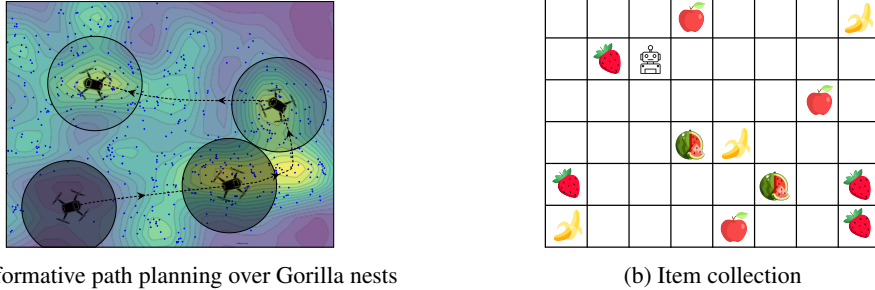 formative path planning over Gorilla nests
(b) Item collection